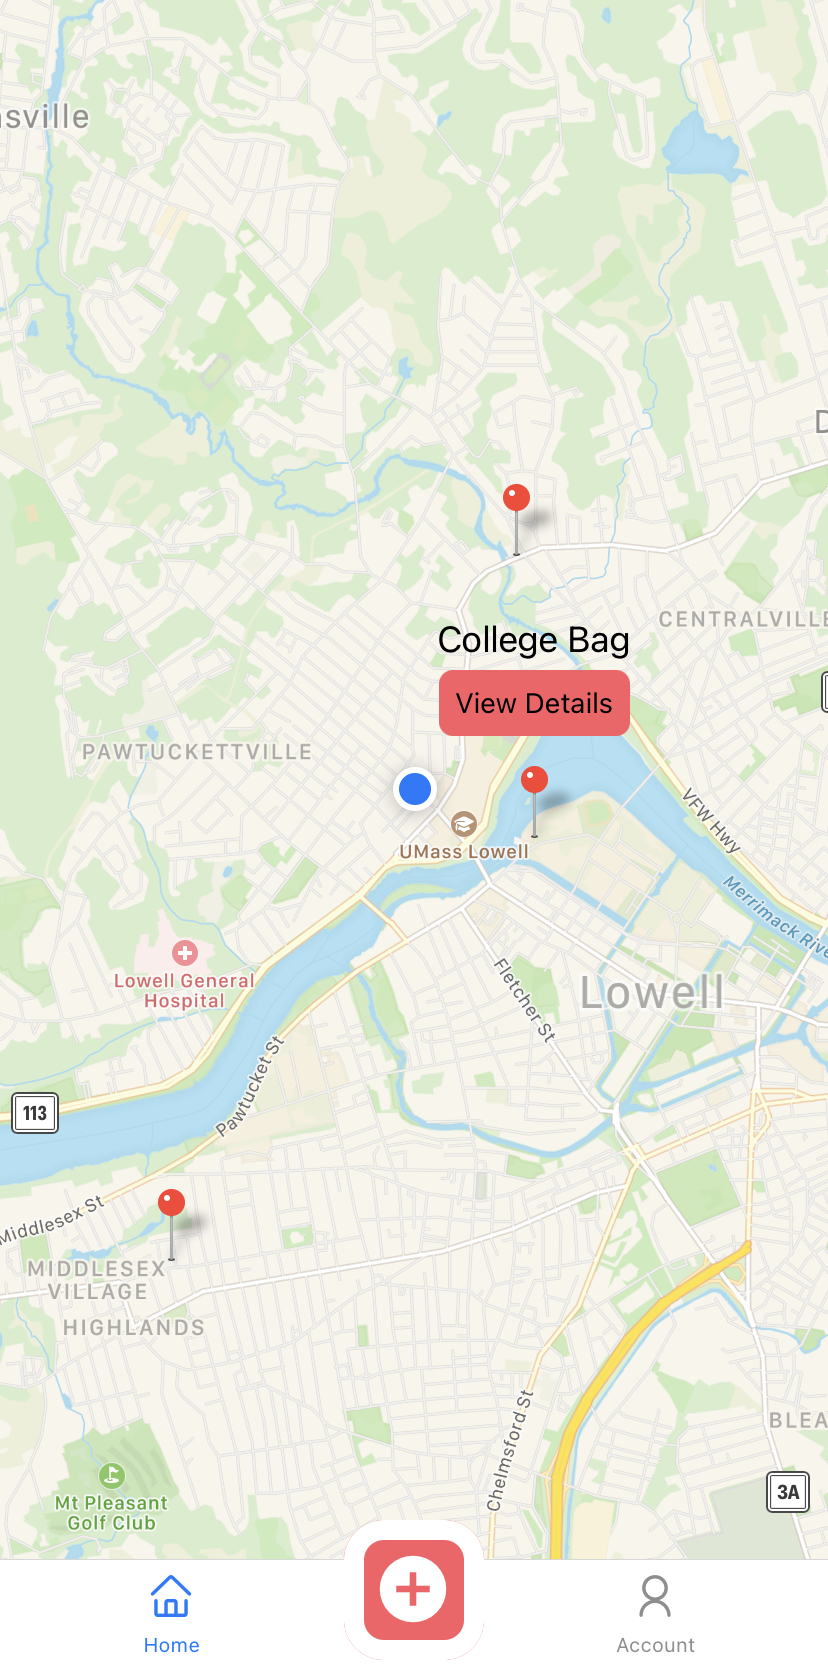 sville
D
CENTRALVILLE
College Bag
View Details
PAWTUCKETTVILLE
VFW Hwy
UMass Lowell
Merrimack Rive
Lowell General
Hospital
Fletcher St
Lowell
Pawtucket St
113
Middlesex St
MIDDLESEX
VILLAGE
HIGHLANDS
Chelmsford St
BLEA
Mt Pleasant
Golf Club
3A
Home
Account